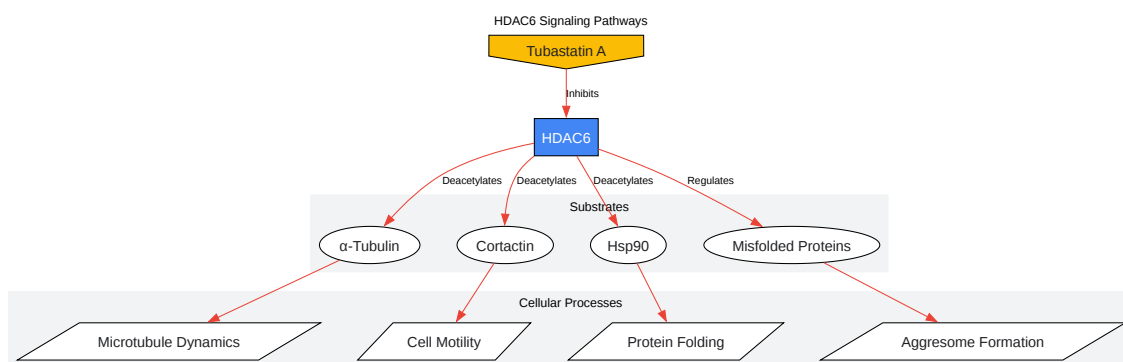 HDAC6 Signaling Pathways
Tubastatin A
Inhibits
HDAC6
Deacetylates
Deacetylates
Deacetylates
Regulates
Substrates
α-Tubulin
Cortactin
Hsp90
Misfolded Proteins
Cellular Processes
Microtubule Dynamics
Cell Motility
Protein Folding
Aggresome Formation